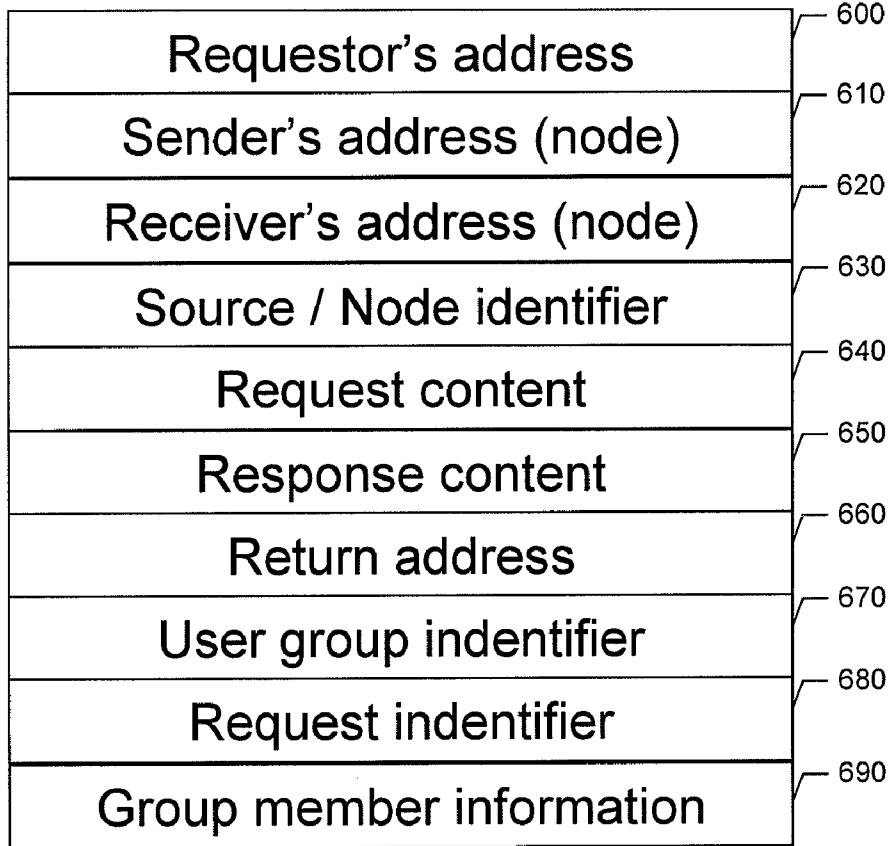 600
Requestor's address
610
Sender's address (node)
620
Receiver's address (node)
630
Source / Node identifier
640
Request content
650
Response content
660
Return address
670
User group indentifier
680
Request indentifier
690
Group member information